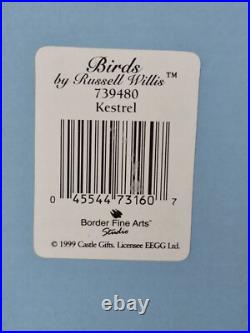 Birds
by Russell Willis™
739480
Kestrel
0 45544 73160 7
Border Fine Arts™
Studio
© 1999 Castle Gifts. Licensee EEGG Ltd.